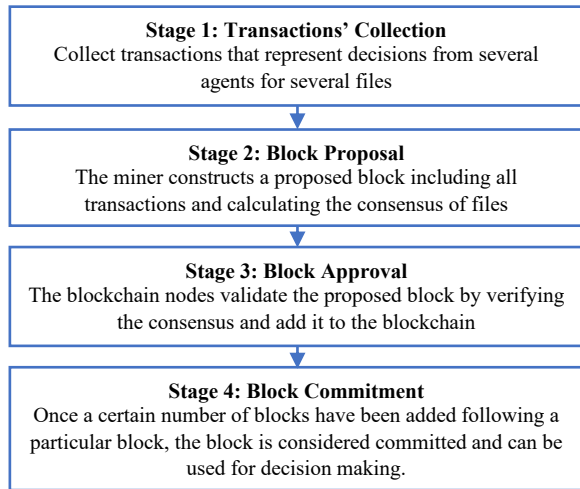 Stage 1: Transactions’ Collection
Collect transactions that represent decisions from several
agents for several files
Stage 2: Block Proposal
The miner constructs a proposed block including all
transactions and calculating the consensus of files
Stage 3: Block Approval
The blockchain nodes validate the proposed block by verifying
the consensus and add it to the blockchain
Stage 4: Block Commitment
Once a certain number of blocks have been added following a
particular block, the block is considered committed and can be
used for decision making.